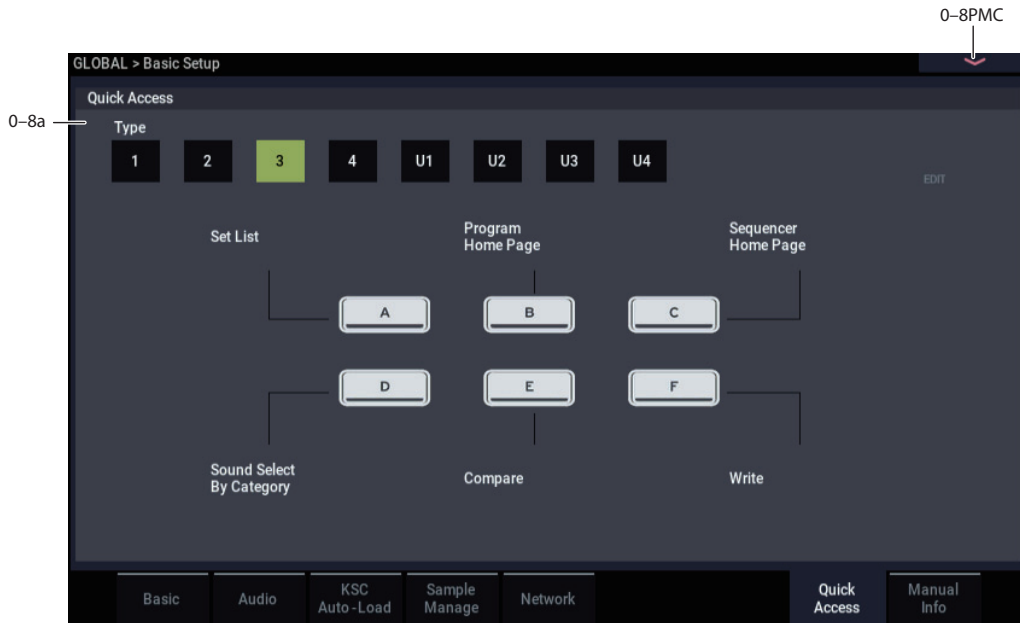 0–8PMC
GLOBAL > Basic Setup
Quick Access
0–8a
Type
1 2 3 4 U1 U2 U3 U4
EDIT
Set List
Program
Home Page
Sequencer
Home Page
A B C
D E F
Sound Select
By Category
Compare
Write
Basic
Audio
KSC
Auto-Load
Sample
Manage
Network
Quick
Access
Manual
Info